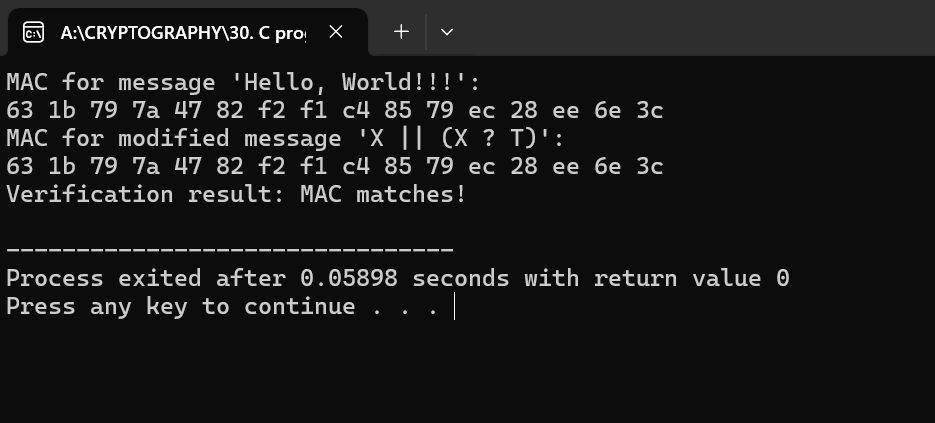 A:\CRYPTOGRAPHY\30. C pro
MAC for message 'Hello, World!!!':
63 1b 79 7a 47 82 f2 f1 c4 85 79 ec 28 ee 6e 3c
MAC for modified message 'X || (X ? T)':
63 1b 79 7a 47 82 f2 f1 c4 85 79 ec 28 ee 6e 3c
Verification result: MAC matches!
--------------------------------
Process exited after 0.05898 seconds with return value 0
Press any key to continue . . .